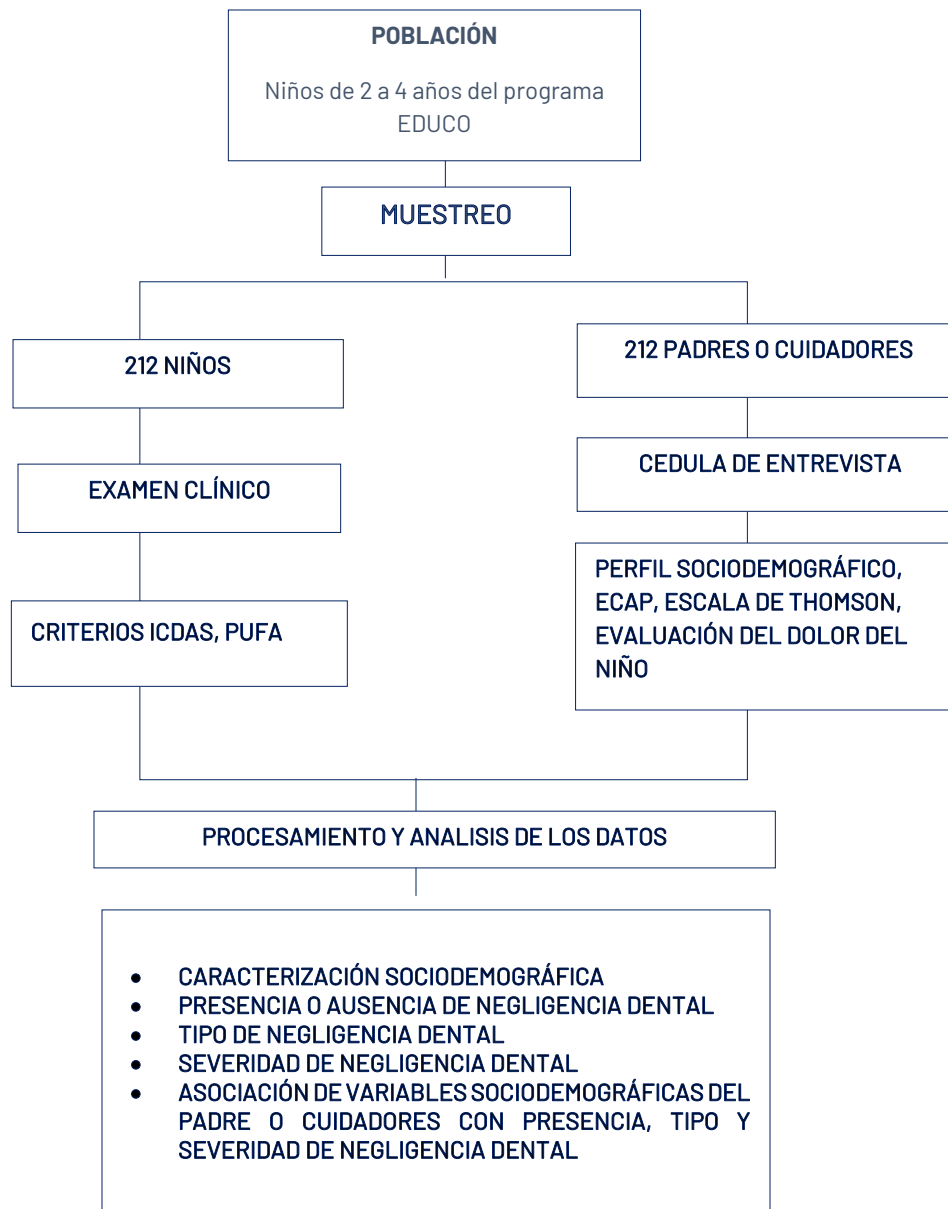 POBLACIÓN
Niños de 2 a 4 años del programa
EDUCO
MUESTREO
212 NIÑOS
212 PADRES O CUIDADORES
EXAMEN CLÍNICO
CEDULA DE ENTREVISTA
CRITERIOS ICDAS, PUFA
PERFIL SOCIODEMOGRÁFICO,
ECAP, ESCALA DE THOMSON,
EVALUACIÓN DEL DOLOR DEL
NIÑO
PROCESAMIENTO Y ANALISIS DE LOS DATOS
• CARACTERIZACIÓN SOCIODEMOGRÁFICA
• PRESENCIA O AUSENCIA DE NEGLIGENCIA DENTAL
• TIPO DE NEGLIGENCIA DENTAL
• SEVERIDAD DE NEGLIGENCIA DENTAL
• ASOCIACIÓN DE VARIABLES SOCIODEMOGRÁFICAS DEL
PADRE O CUIDADORES CON PRESENCIA, TIPO Y
SEVERIDAD DE NEGLIGENCIA DENTAL